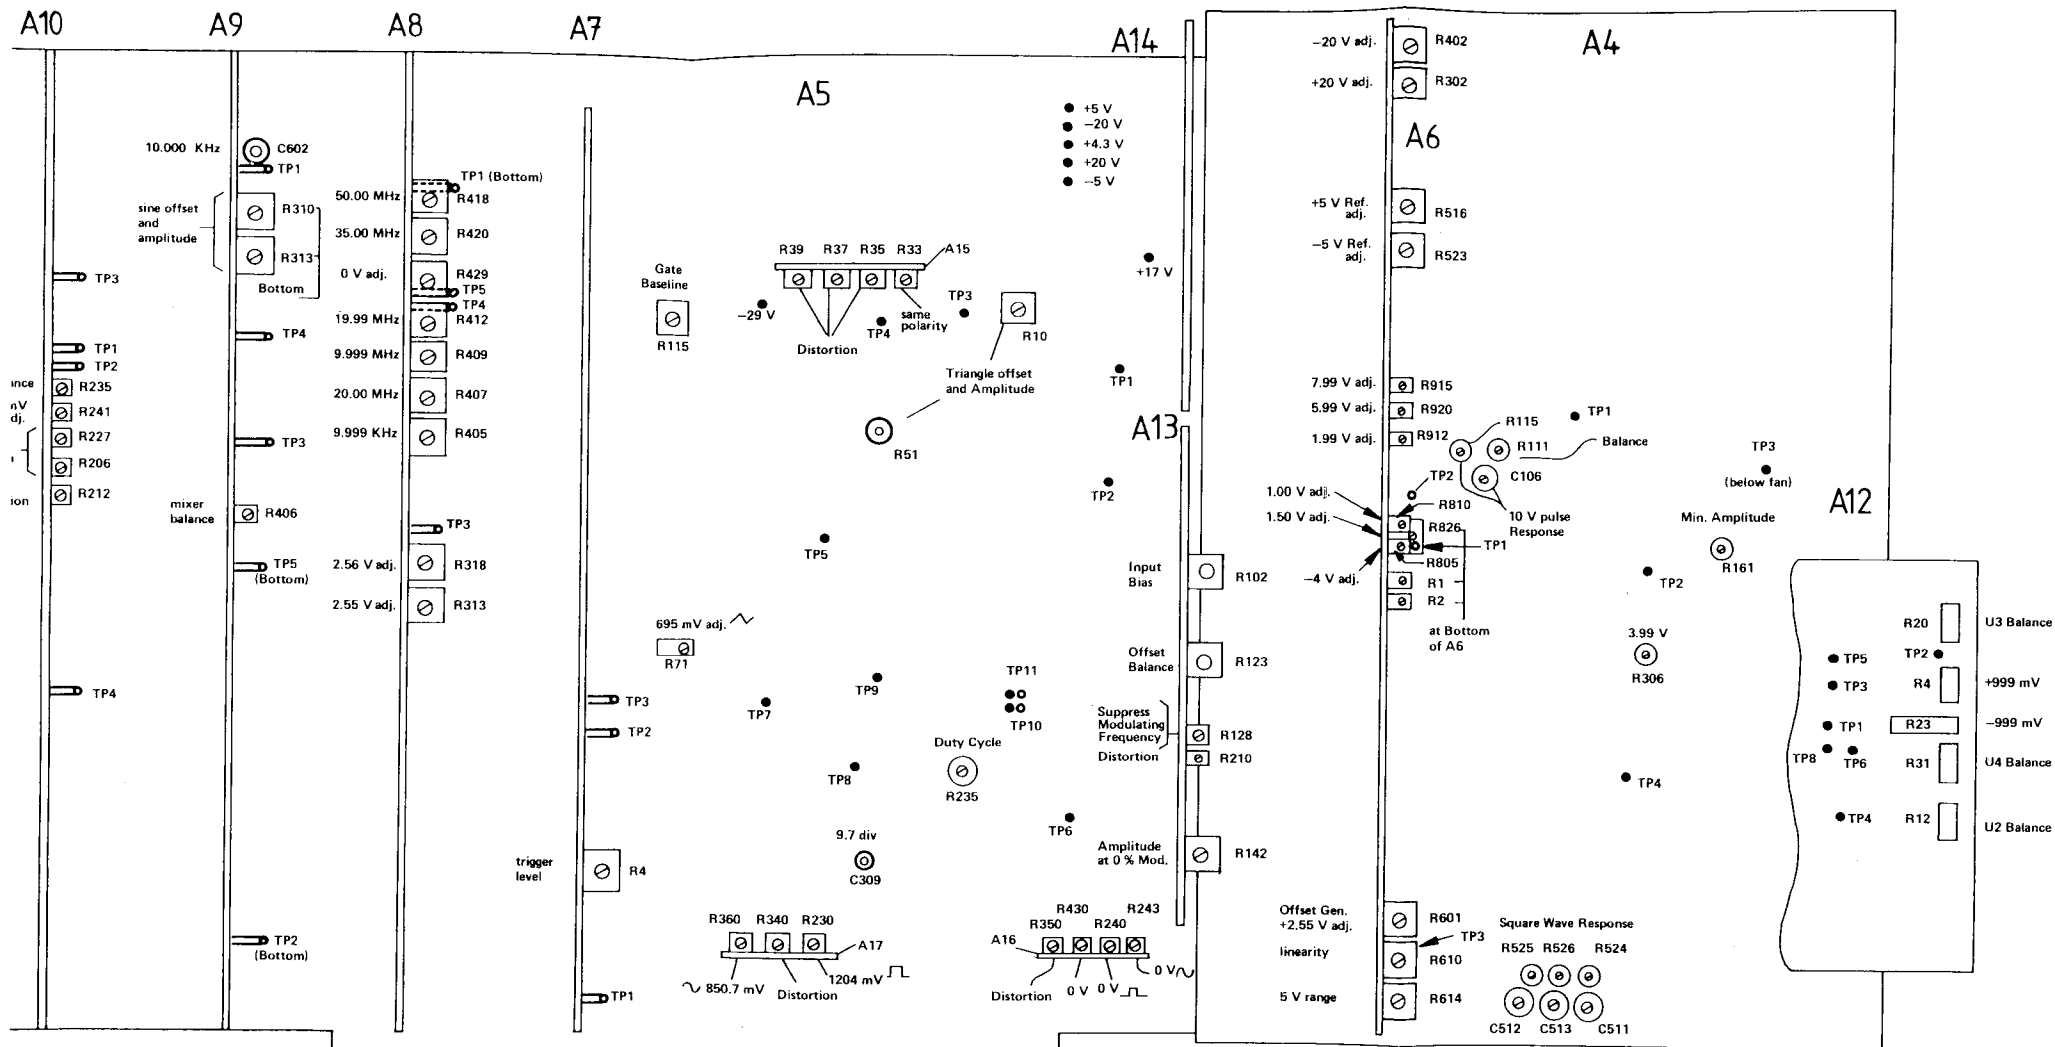 A10
A9
A8
A7
A14
A5
A4
A6
A13
A12
TP3
TP1
TP2
ince
R235
nV
dj.
R241
R227
R206
ion
R212
TP4
10.000 KHz
C602
TP1
sine offset
and
amplitude
R310
R313
Bottom
TP4
TP3
mixer
balance
R406
TP5
(Bottom)
TP2
(Bottom)
TP1 (Bottom)
50.00 MHz
R418
35.00 MHz
R420
0 V adj.
R429
TP5
TP4
19.99 MHz
R412
9.999 MHz
R409
20.00 MHz
R407
9.999 KHz
R405
TP3
2.56 V adj.
R318
2.55 V adj.
R313
TP3
TP2
trigger
level
R4
TP1
+5 V
−20 V
+4.3 V
+20 V
−5 V
+17 V
R39 R37 R35 R33
A15
Gate
Baseline
R115
−29 V
Distortion
TP4
same
polarity
TP3
R10
Triangle offset
and Amplitude
R51
TP1
TP2
TP5
695 mV adj.
R71
TP7
TP9
TP11
TP10
TP8
Duty Cycle
R235
TP6
9.7 div
C309
R360 R340 R230
A17
850.7 mV
Distortion
1204 mV
R430
R243
R350
R240
A16
Distortion
0 V
0 V
0 V
Input
Bias
R102
Offset
Balance
R123
Suppress
Modulating
Frequency
R128
Distortion
R210
Amplitude
at 0 % Mod.
R142
−20 V adj.
R402
+20 V adj.
R302
+5 V Ref.
adj.
R516
−5 V Ref.
adj.
R523
7.99 V adj.
R915
5.99 V adj.
R920
1.99 V adj.
R912
R115
R111
Balance
C106
10 V pulse
Response
TP2
1.00 V adj.
R810
1.50 V adj.
R826
TP1
R805
−4 V adj.
R1
R2
at Bottom
of A6
TP1
TP3
(below fan)
Min. Amplitude
R161
TP2
3.99 V
R306
TP4
Offset Gen.
+2.55 V adj.
R601
TP3
linearity
R610
5 V range
R614
Square Wave Response
R525 R526 R524
C512 C513 C511
R20
U3 Balance
TP5
TP2
TP3
R4
+999 mV
TP1
R23
−999 mV
TP8
TP6
R31
U4 Balance
TP4
R12
U2 Balance